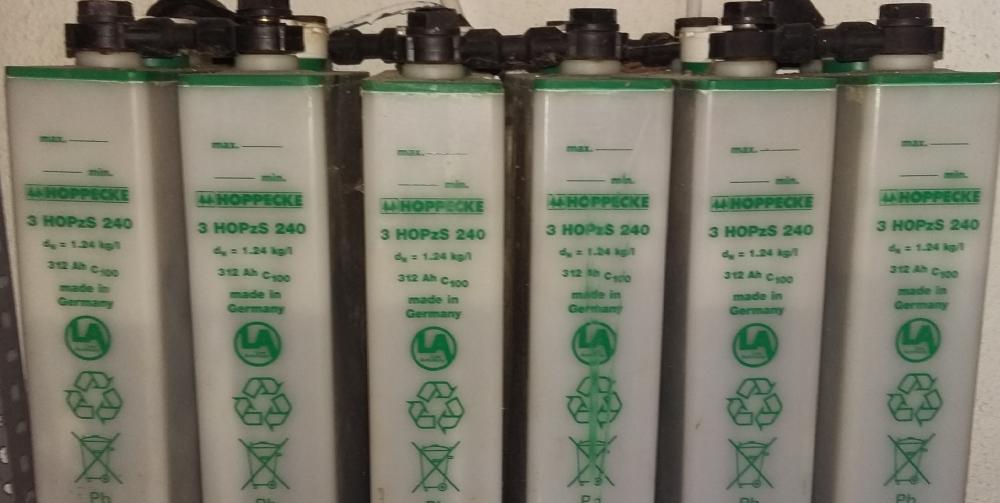 max.
min.
HOPPECKE
3 HOPzS 240
dN = 1.24 kg/l
312 Ah C100
made in
Germany
LA
Pb
max.
min.
HOPPECKE
3 HOPzS 240
dN = 1.24 kg/l
312 Ah C100
made in
Germany
LA
Pb
max.
min.
HOPPECKE
3 HOPzS 240
dN = 1.24 kg/l
312 Ah C100
made in
Germany
LA
max.
min.
HOPPECKE
3 HOPzS 240
dN = 1.24 kg/l
312 Ah C100
made in
Germany
LA
max.
min.
HOPPECKE
3 HOPzS 240
dN = 1.24 kg/l
312 Ah C100
made in
Germany
LA
max.
min.
HOPPECKE
3 HOPzS 240
dN = 1.24 kg/l
312 Ah C100
made in
Germany
LA